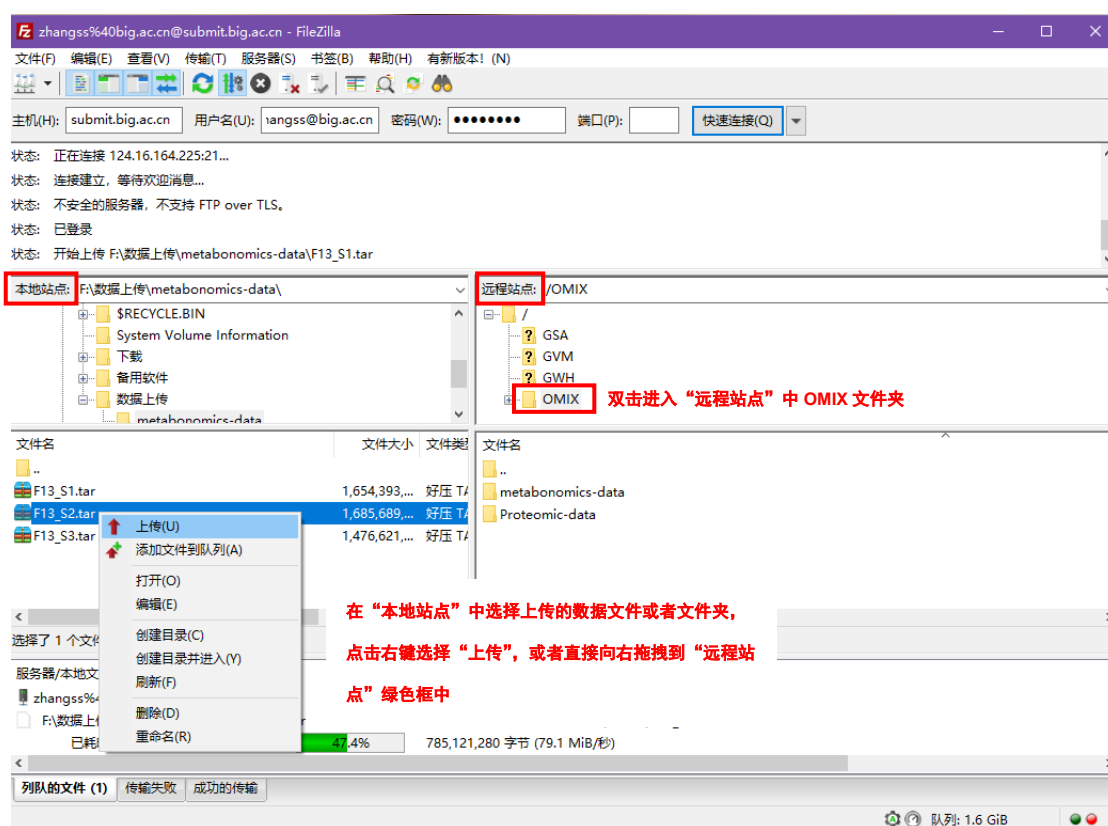 zhangss%40big.ac.cn@submit.big.ac.cn - FileZilla
文件(F) 编辑(E) 查看(V) 传输(T) 服务器(S) 书签(B) 帮助(H) 有新版本! (N)
主机(H): submit.big.ac.cn 用户名(U): angss@big.ac.cn 密码(W): ●●●●●●●● 端口(P): 快速连接(Q)
状态: 正在连接 124.16.164.225:21...
状态: 连接建立，等待欢迎消息...
状态: 不安全的服务器，不支持 FTP over TLS。
状态: 已登录
状态: 开始上传 F:\数据上传\metabonomics-data\F13_S1.tar
本地站点: F:\数据上传\metabonomics-data\
$RECYCLE.BIN
System Volume Information
下载
备用软件
数据上传
metabonomics-data
远程站点: /OMIX
/
GSA
GVM
GWH
OMIX
双击进入“远程站点”中 OMIX 文件夹
文件名 文件大小 文件类型
..
F13_S1.tar 1,654,393,... 好压 TA
F13_S2.tar 1,685,689,... 好压 TA
F13_S3.tar 1,476,621,... 好压 TA
文件名
..
metabonomics-data
Proteomic-data
上传(U)
添加文件到队列(A)
打开(O)
编辑(E)
创建目录(C)
创建目录并进入(Y)
刷新(F)
删除(D)
重命名(R)
在“本地站点”中选择上传的数据文件或者文件夹，
点击右键选择“上传”，或者直接向右拖拽到“远程站
点”绿色框中
选择了 1 个文件
服务器/本地文
zhangss%4
F:\数据上传
已耗 47.4% 785,121,280 字节 (79.1 MiB/秒)
列队的文件 (1) 传输失败 成功的传输
队列: 1.6 GiB